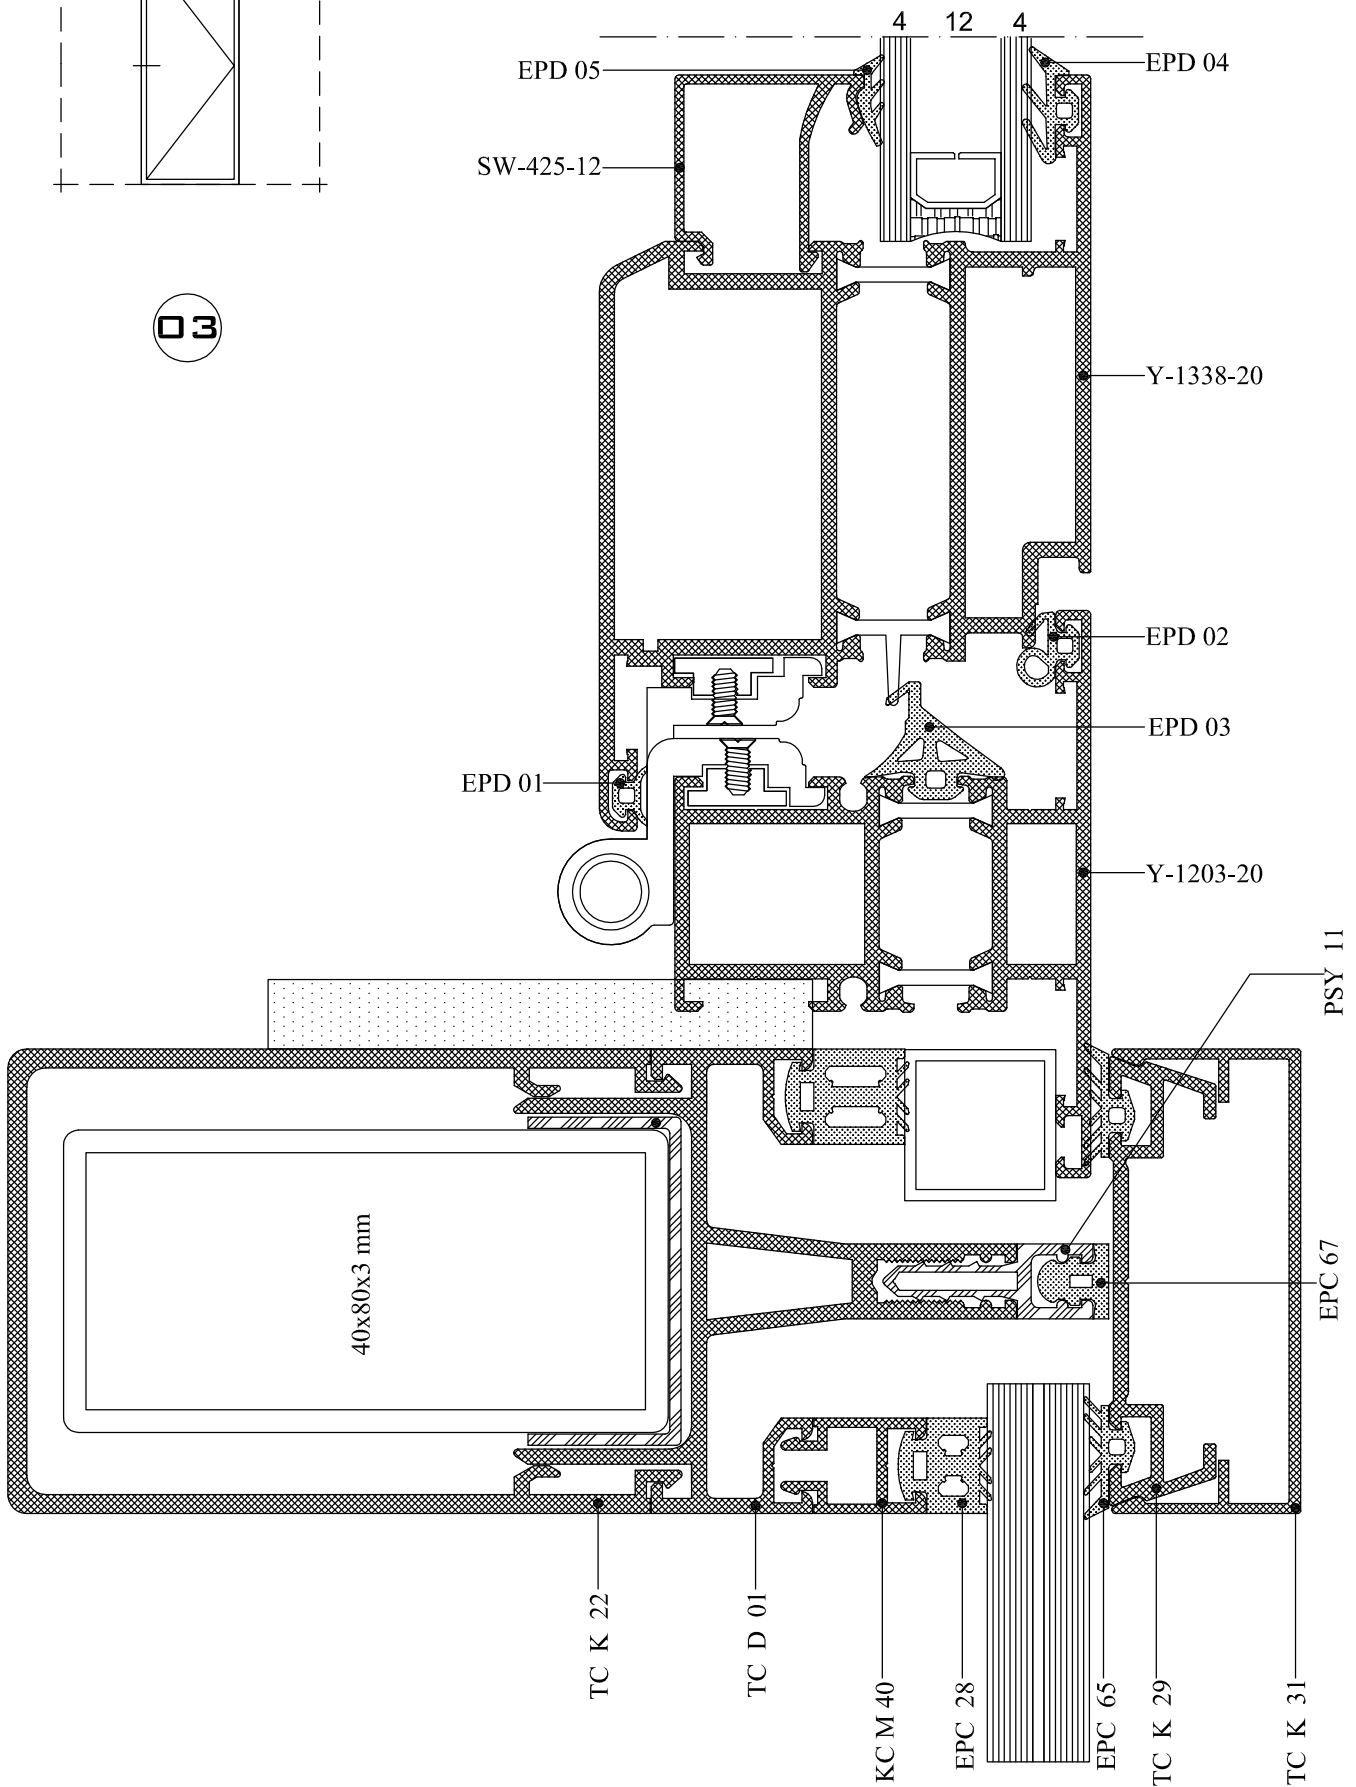 4 12 4
EPD 05
EPD 04
SW-425-12
03
Y-1338-20
EPD 02
EPD 03
EPD 01
Y-1203-20
PSY 11
40x80x3 mm
EPC 67
TC K 22
TC D 01
KC M 40
EPC 28
EPC 65
TC K 29
TC K 31